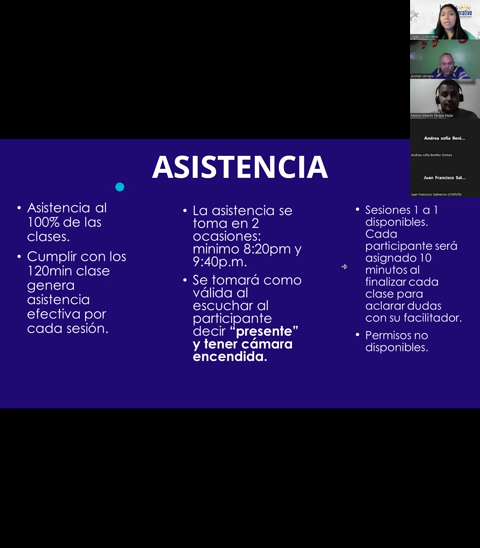 ASISTENCIA
• Asistencia al
100% de las
clases.
• Cumplir con los
120min clase
genera
asistencia
efectiva por
cada sesión.
• La asistencia se
toma en 2
ocasiones:
mínimo 8:20pm y
9:40p.m.
• Se tomará como
válida al
escuchar al
participante
decir “presente”
y tener cámara
encendida.
• Sesiones 1 a 1
disponibles.
Cada
participante será
asignado 10
minutos al
finalizar cada
clase para
aclarar dudas
con su facilitador.
• Permisos no
disponibles.
Andrea sofia Beni...
Juan Francisco Sal...